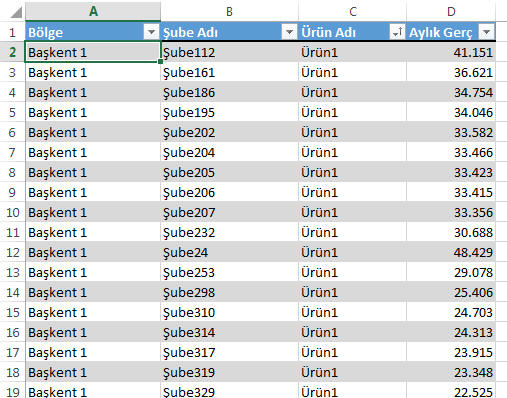 A B C D
1 Bölge Şube Adı Ürün Adı Aylık Gerç
2 Başkent 1 Şube112 Ürün1 41.151
3 Başkent 1 Şube161 Ürün1 36.621
4 Başkent 1 Şube186 Ürün1 34.754
5 Başkent 1 Şube195 Ürün1 34.046
6 Başkent 1 Şube202 Ürün1 33.582
7 Başkent 1 Şube204 Ürün1 33.466
8 Başkent 1 Şube205 Ürün1 33.423
9 Başkent 1 Şube206 Ürün1 33.415
10 Başkent 1 Şube207 Ürün1 33.356
11 Başkent 1 Şube232 Ürün1 30.688
12 Başkent 1 Şube24 Ürün1 48.429
13 Başkent 1 Şube253 Ürün1 29.078
14 Başkent 1 Şube298 Ürün1 25.406
15 Başkent 1 Şube310 Ürün1 24.703
16 Başkent 1 Şube314 Ürün1 24.313
17 Başkent 1 Şube317 Ürün1 23.915
18 Başkent 1 Şube319 Ürün1 23.348
19 Başkent 1 Şube329 Ürün1 22.525